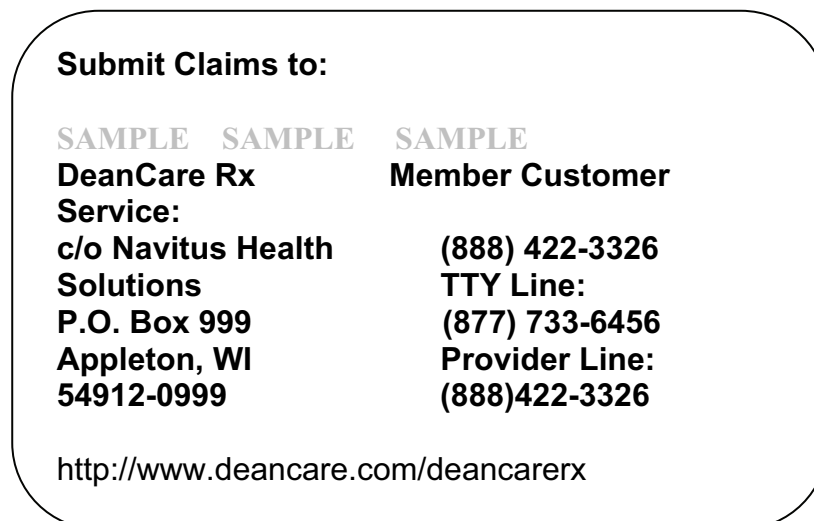 Submit Claims to:
SAMPLE SAMPLE SAMPLE
DeanCare Rx Member Customer
Service:
c/o Navitus Health (888) 422-3326
Solutions TTY Line:
P.O. Box 999 (877) 733-6456
Appleton, WI Provider Line:
54912-0999 (888)422-3326
http://www.deancare.com/deancarerx